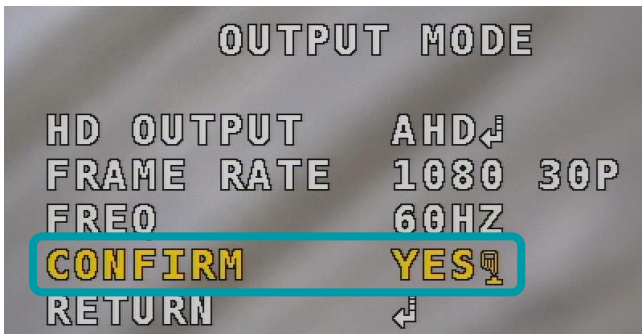 OUTPUT MODE
HD OUTPUT AHD↲
FRAME RATE 1080 30P
FREQ 60HZ
CONFIRM YES
RETURN ↲